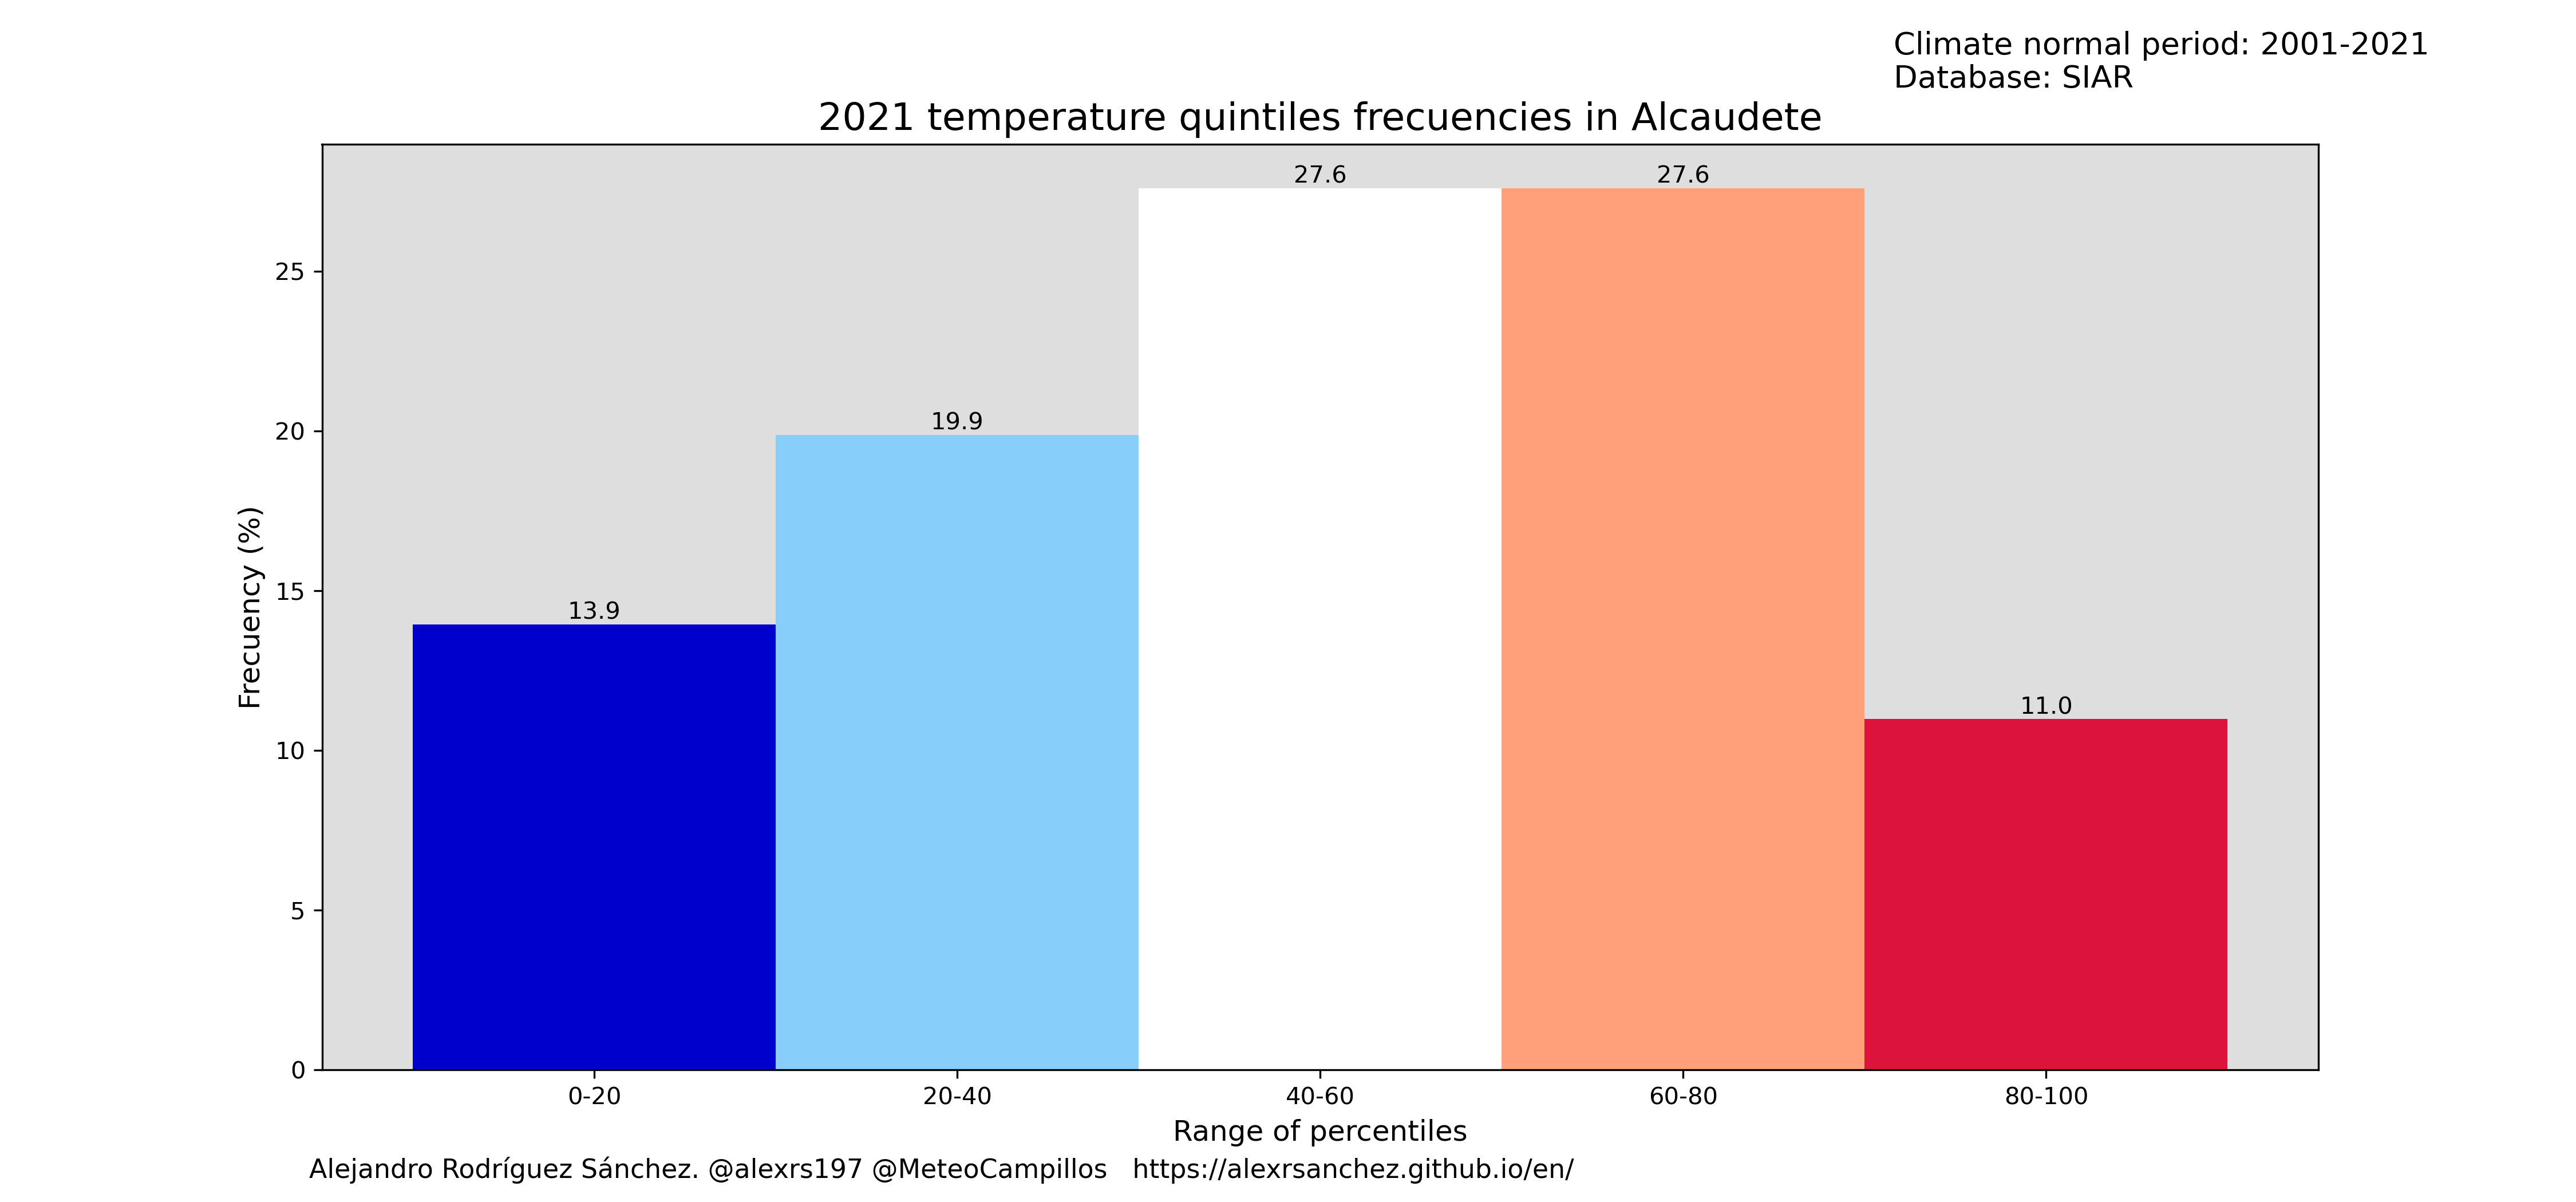 Climate normal period: 2001-2021
Database: SIAR
2021 temperature quintiles frecuencies in Alcaudete
27.6
27.6
25
19.9
20
Frecuency (%)
13.9
15
11.0
10
5
0
0-20
20-40
40-60
60-80
80-100
Range of percentiles
Alejandro Rodríguez Sánchez. @alexrs197 @MeteoCampillos   https://alexrsanchez.github.io/en/